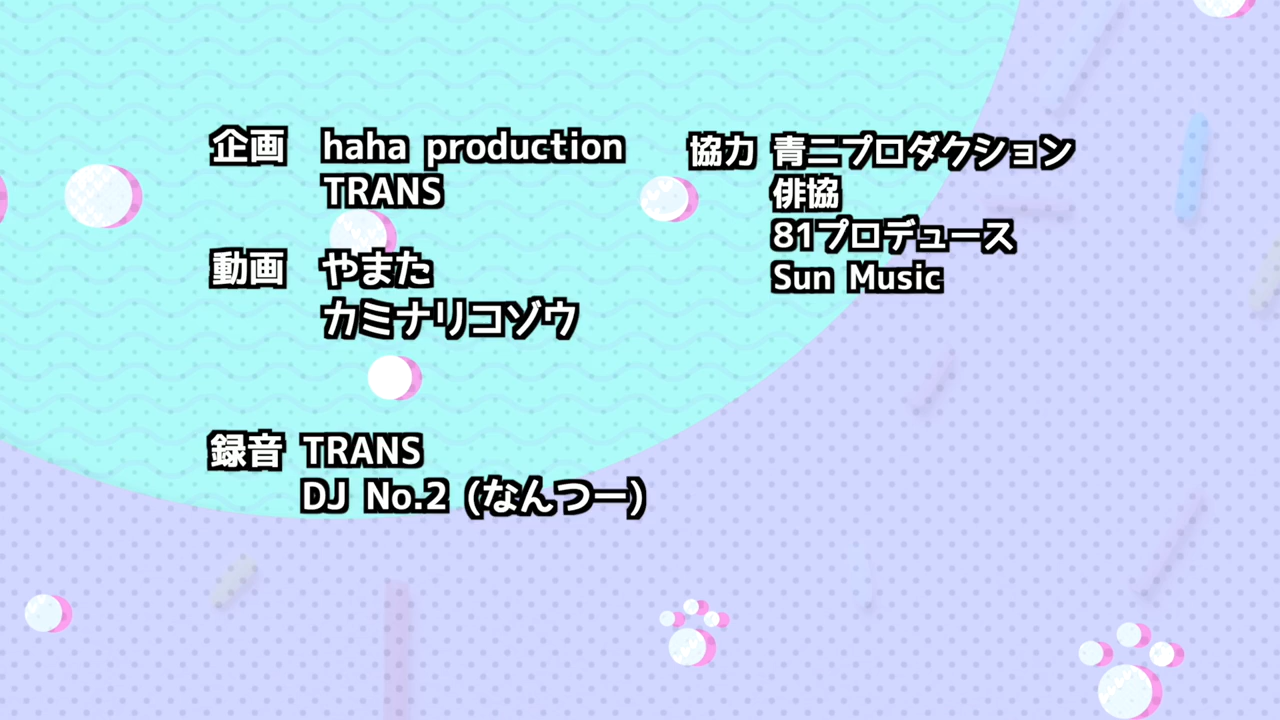 企画 haha production
TRANS
動画 やまた
カミナリコゾウ
録音 TRANS
DJ No.2 (なんつー)
協力 青二プロダクション
俳協
81プロデュース
Sun Music